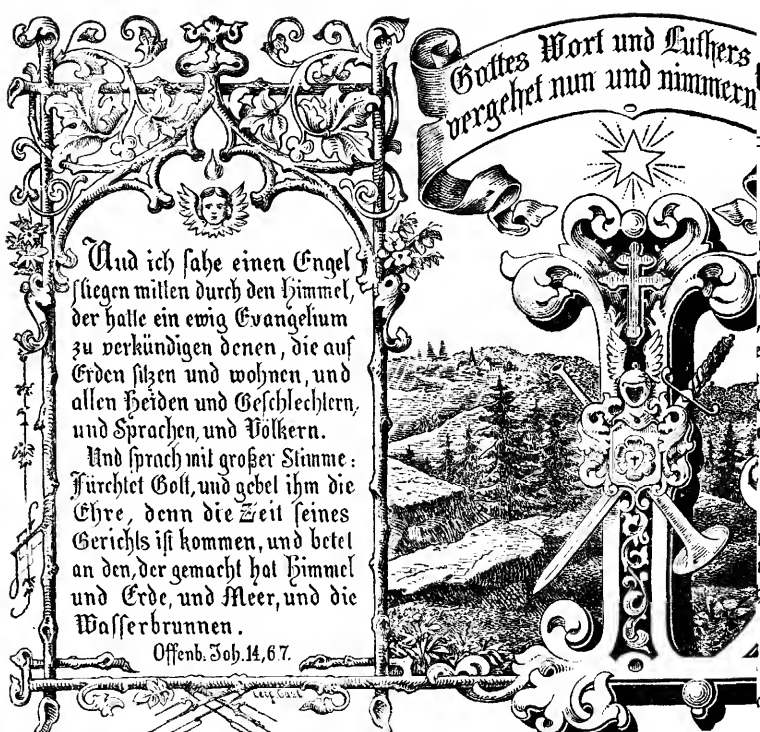 Gottes Wort und Luthers
vergehet nun und nimmern
Und ich sahe einen Engel
fliegen mitten durch den Himmel,
der hatte ein ewig Evangelium
zu verkündigen denen, die auf
Erden sitzen und wohnen, und
allen Heiden und Geschlechtern,
und Sprachen, und Völkern.
Und sprach mit großer Stimme:
Fürchtet Gott, und gebet ihm die
Ehre, denn die Zeit seines
Gerichts ist kommen, und betet
an den, der gemacht hat Himmel
und Erde, und Meer, und die
Wasserbrunnen.
Offenb. Joh. 14, 6 7.